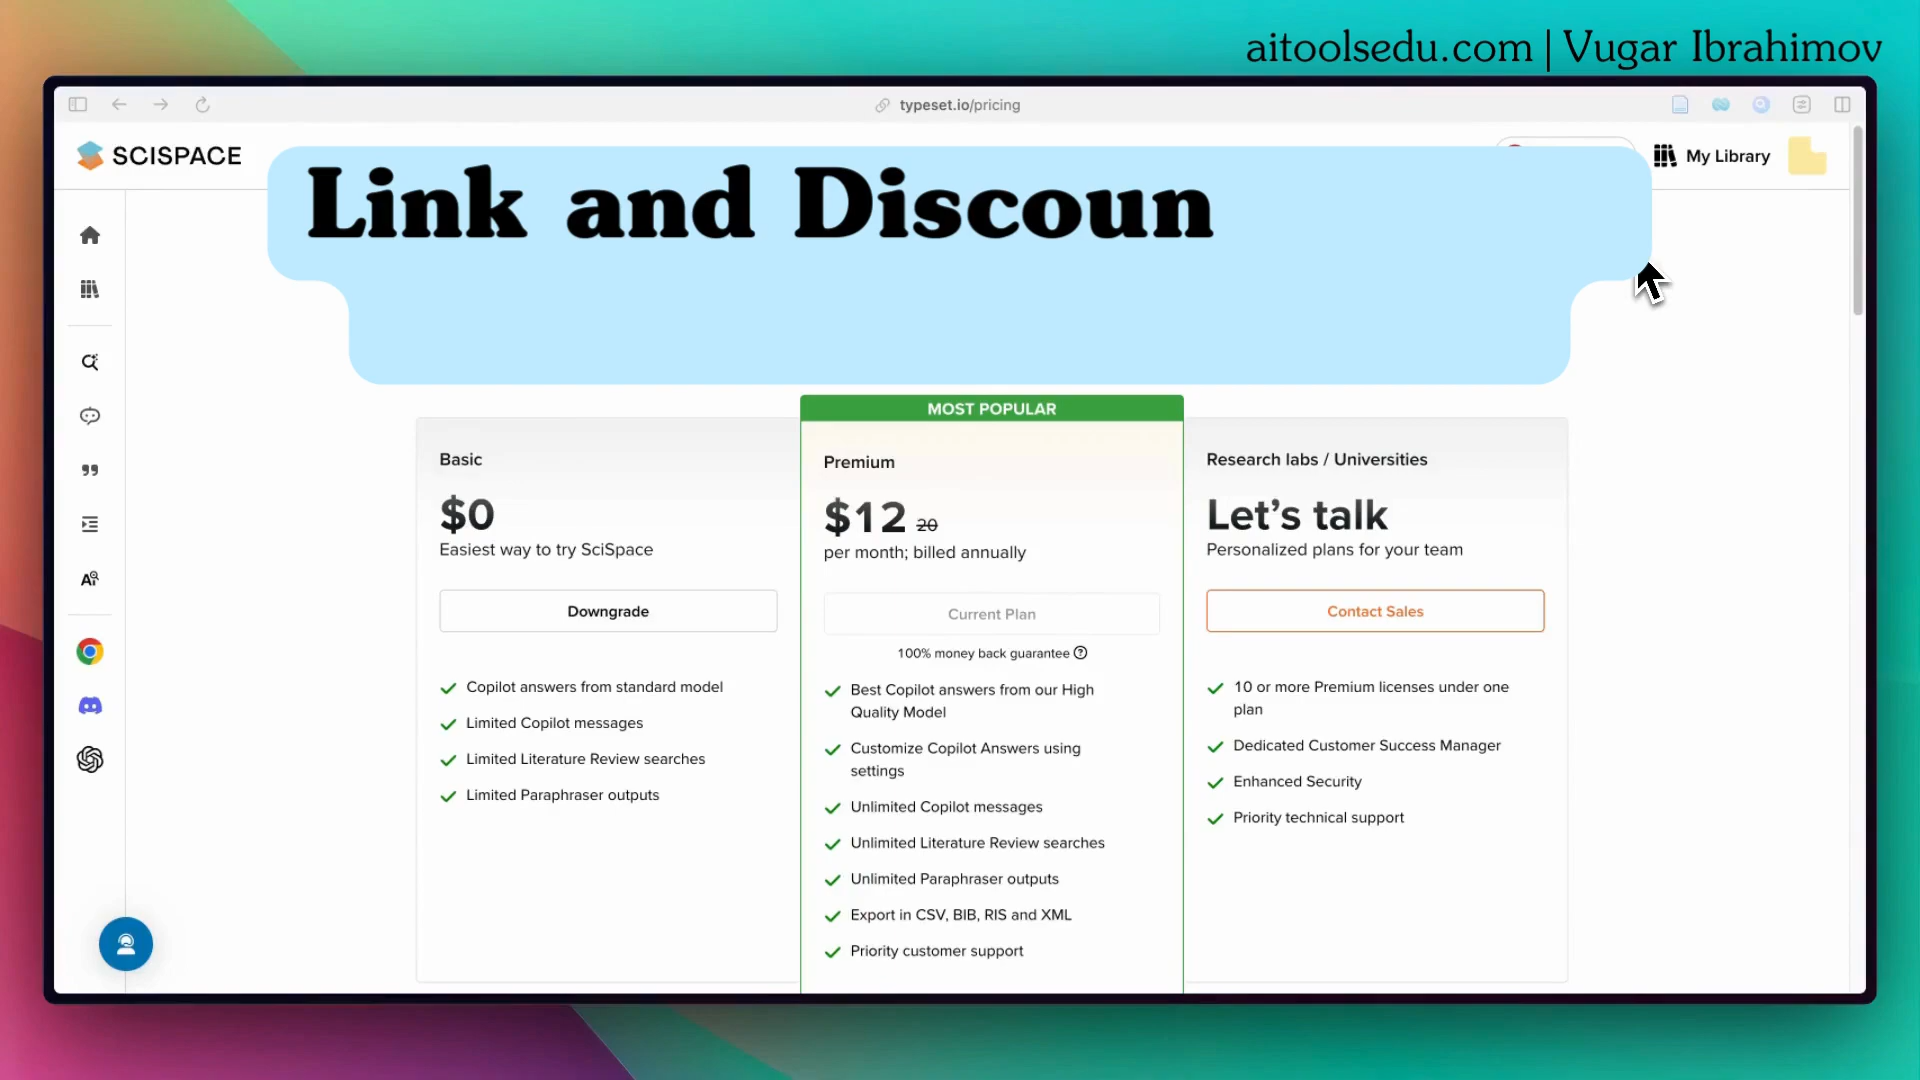 aitoolsedu.com | Vugar Ibrahimov
typeset.io/pricing
SCISPACE
My Library
Link and Discoun
MOST POPULAR
Basic
$0
Easiest way to try SciSpace
Downgrade
Copilot answers from standard model
Limited Copilot messages
Limited Literature Review searches
Limited Paraphraser outputs
Premium
$12 20
per month; billed annually
Current Plan
100% money back guarantee
Best Copilot answers from our High
Quality Model
Customize Copilot Answers using
settings
Unlimited Copilot messages
Unlimited Literature Review searches
Unlimited Paraphraser outputs
Export in CSV, BIB, RIS and XML
Priority customer support
Research labs / Universities
Let's talk
Personalized plans for your team
Contact Sales
10 or more Premium licenses under one
plan
Dedicated Customer Success Manager
Enhanced Security
Priority technical support